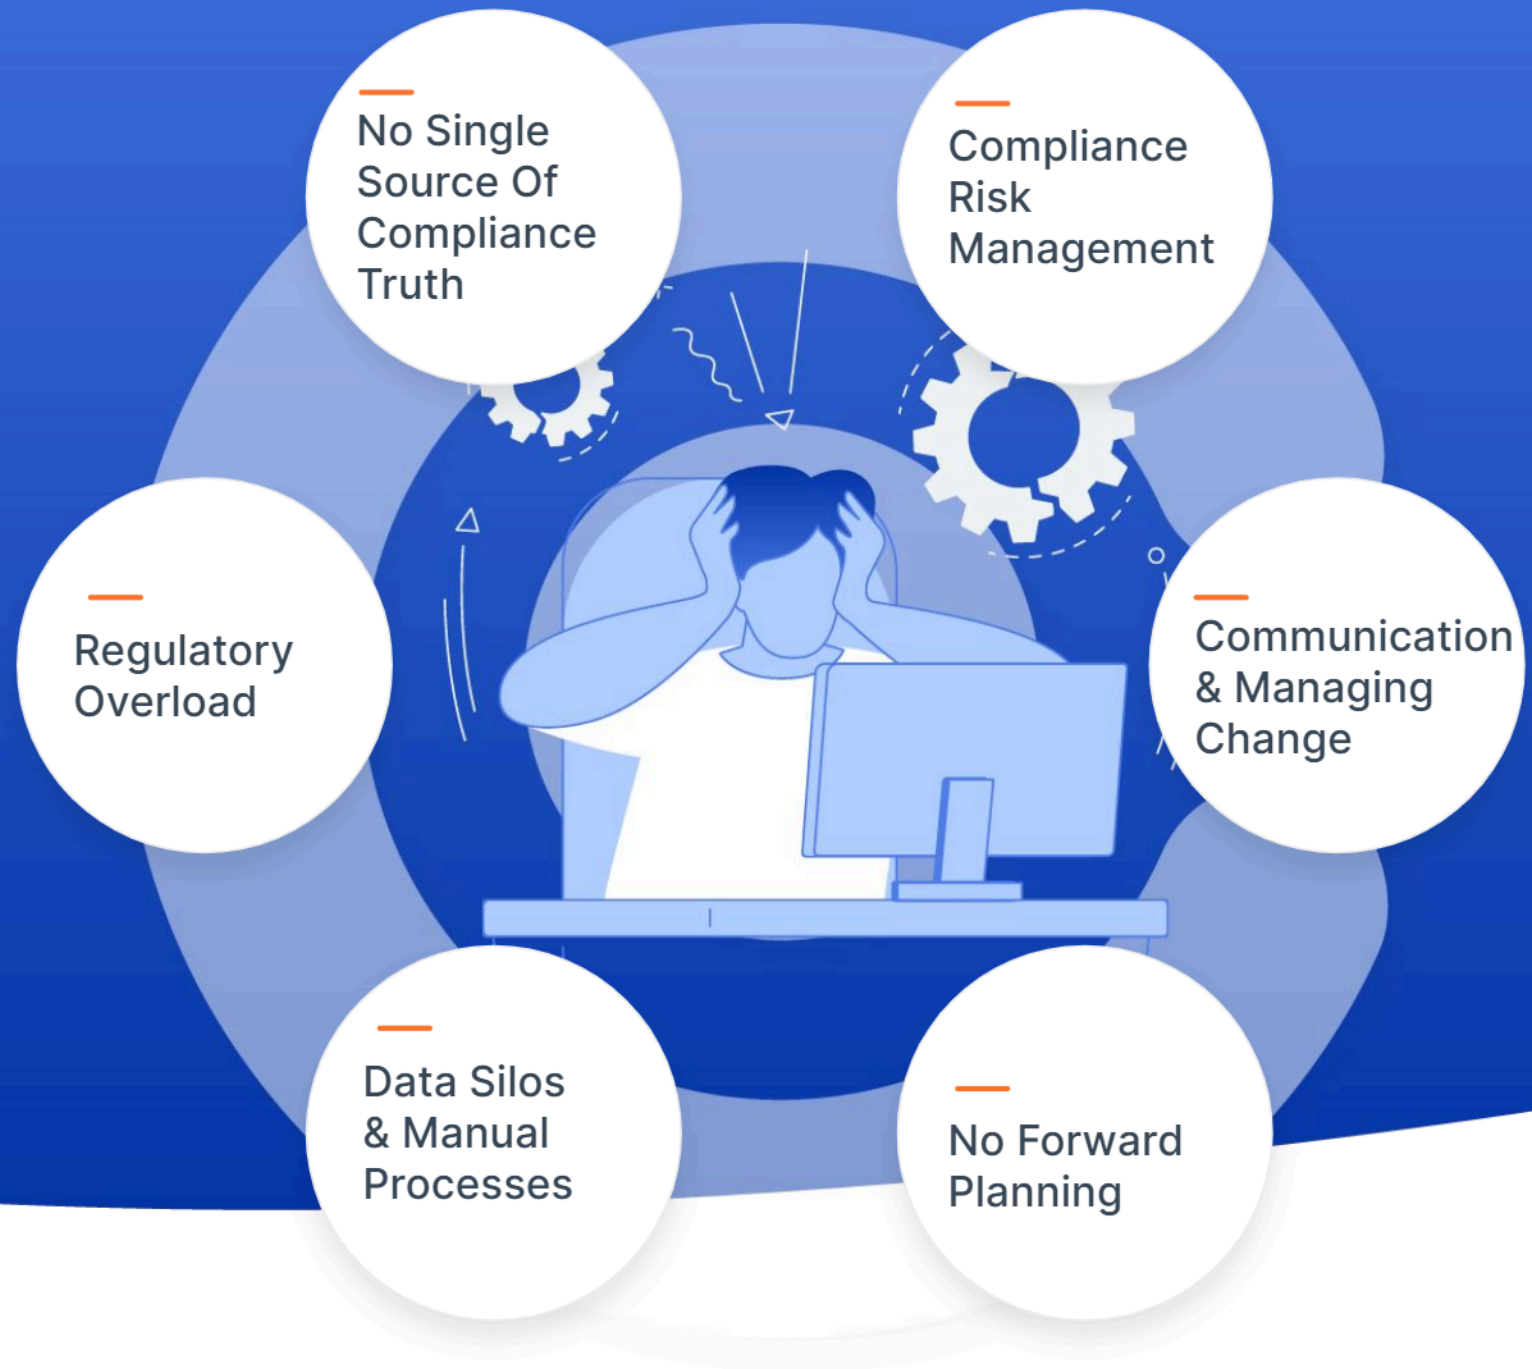 No Single
Source Of
Compliance
Truth
Compliance
Risk
Management
Regulatory
Overload
Communication
& Managing
Change
Data Silos
& Manual
Processes
No Forward
Planning